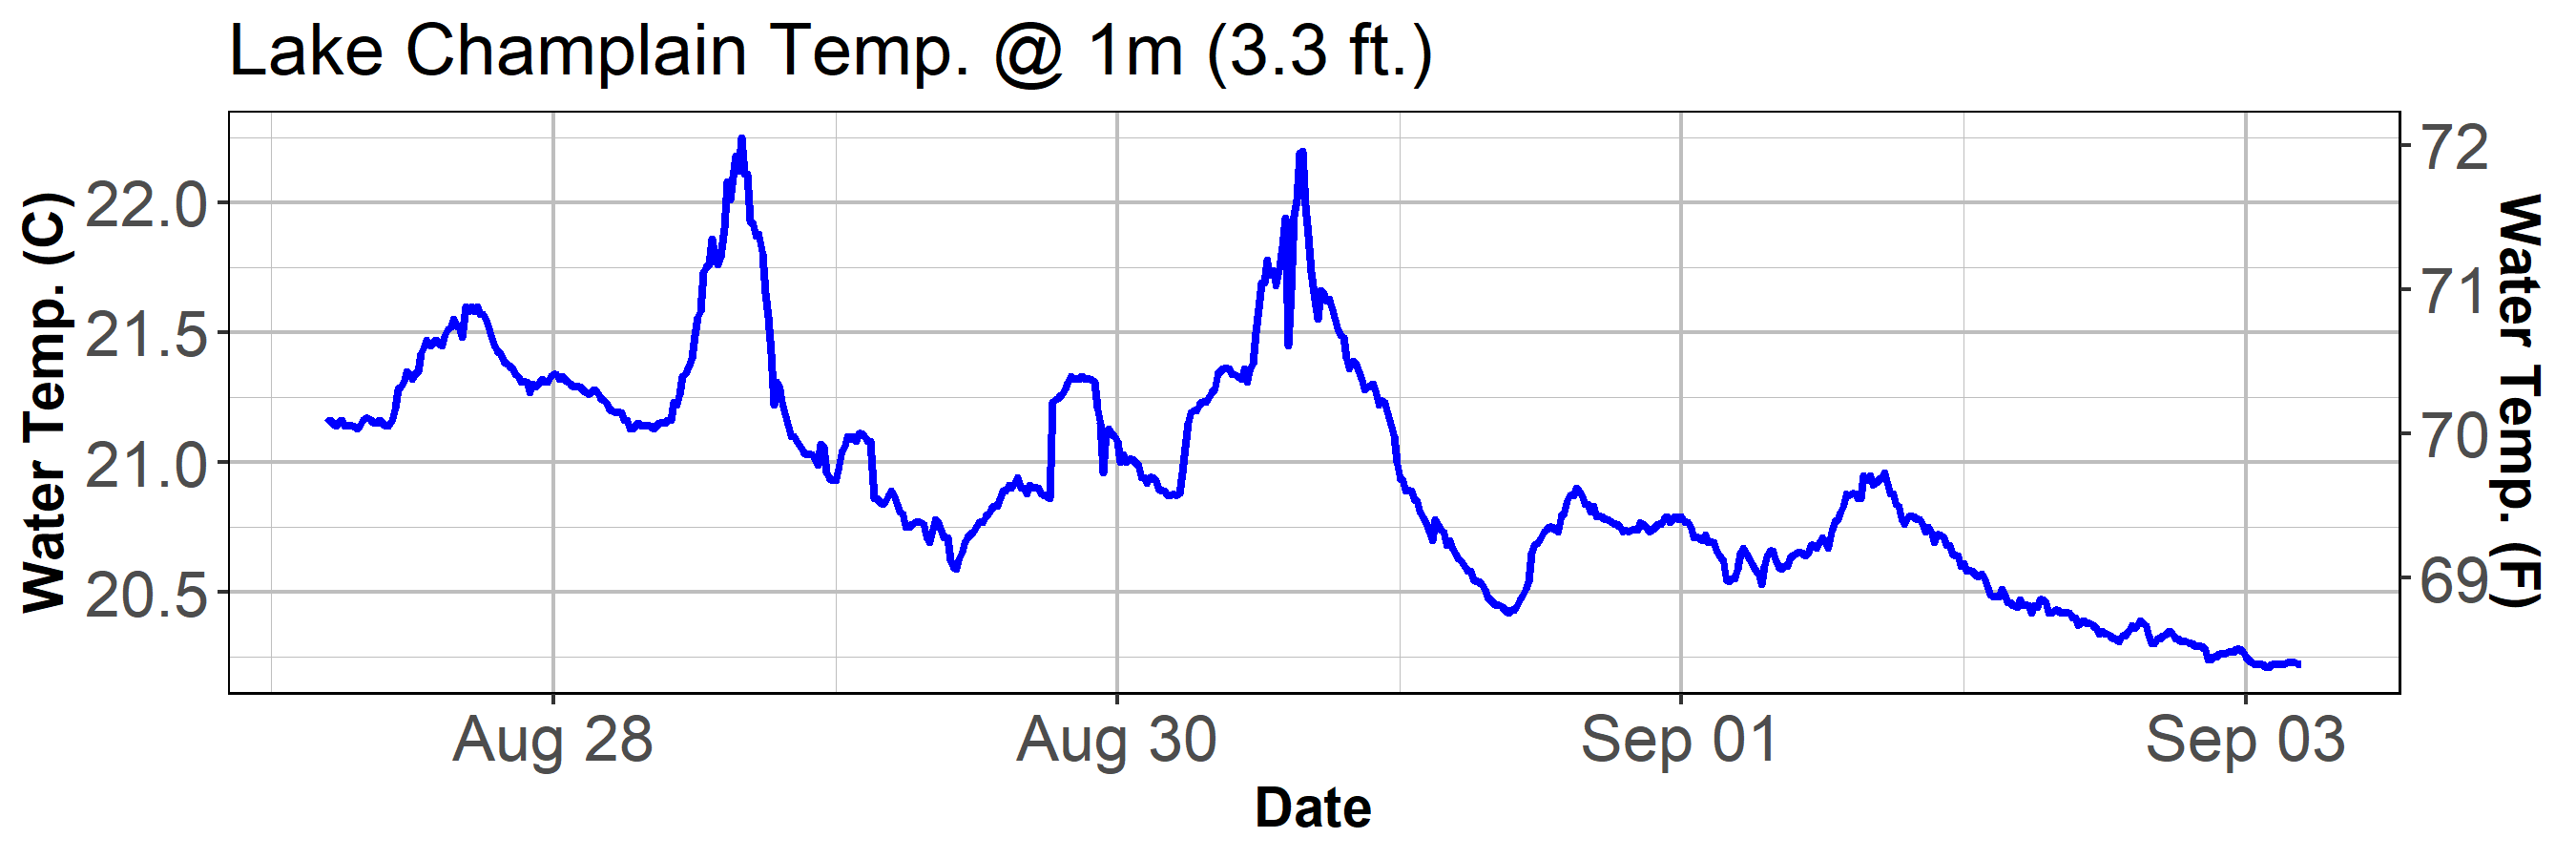 Lake Champlain Temp. @ 1m (3.3 ft.)
Water Temp. (C)
22.0
21.5
21.0
20.5
72
71
70
69
Water Temp. (F)
Aug 28
Aug 30
Sep 01
Sep 03
Date